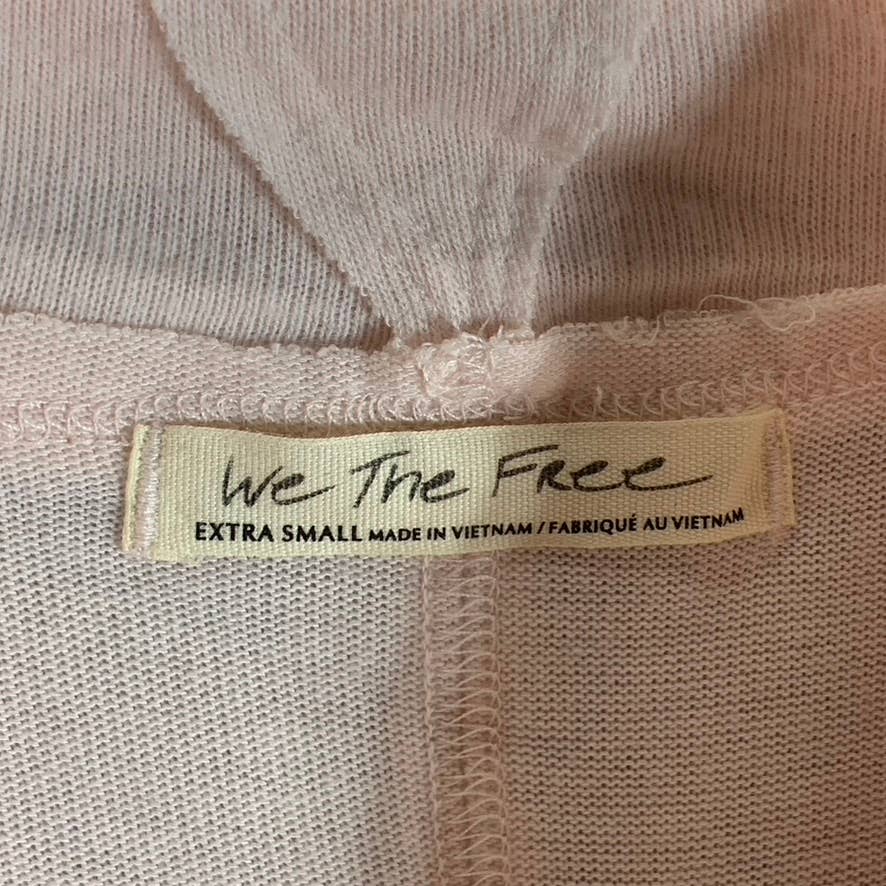 We The Free
EXTRA SMALL MADE IN VIETNAM / FABRIQUÉ AU VIETNAM